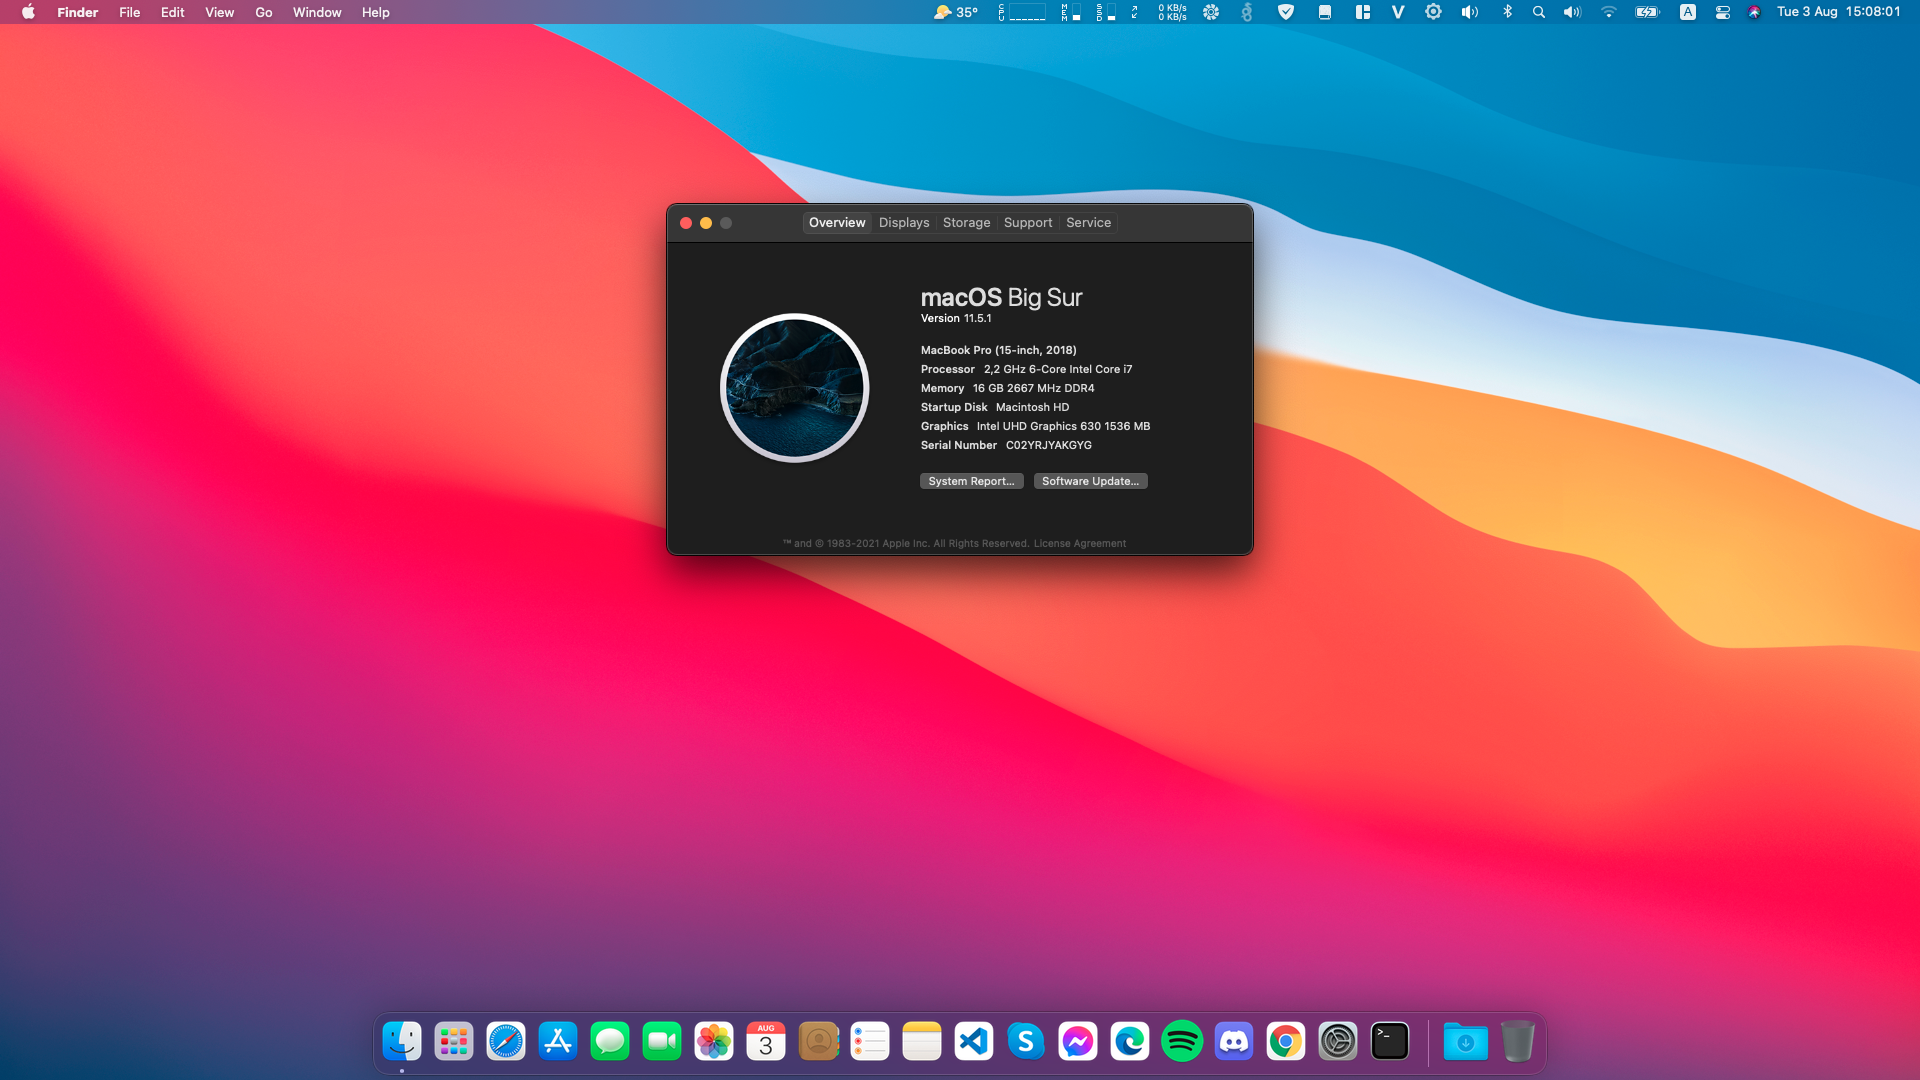 Finder File Edit View Go Window Help
35° CPU MEM SSD 0 KB/s A Tue 3 Aug 15:08:01
0 KB/s
Overview Displays Storage Support Service
macOS Big Sur
Version 11.5.1
MacBook Pro (15-inch, 2018)
Processor 2,2 GHz 6-Core Intel Core i7
Memory 16 GB 2667 MHz DDR4
Startup Disk Macintosh HD
Graphics Intel UHD Graphics 630 1536 MB
Serial Number C02YRJYAKGYG
System Report... Software Update...
™ and © 1983-2021 Apple Inc. All Rights Reserved. License Agreement
AUG
3